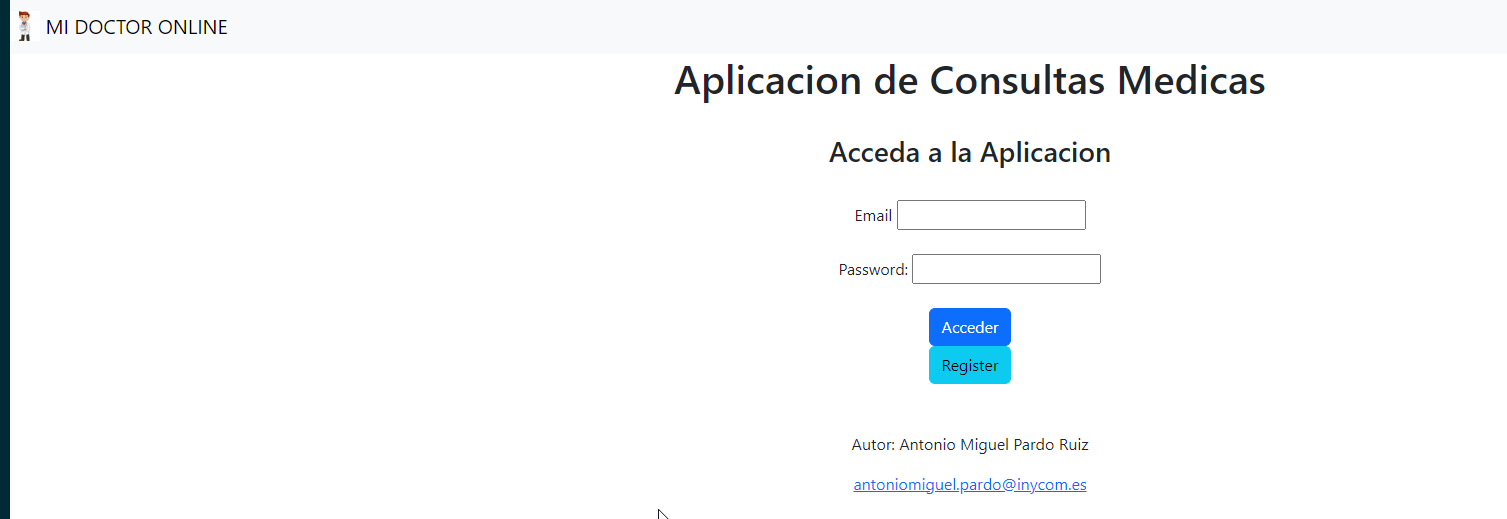 MI DOCTOR ONLINE
Aplicacion de Consultas Medicas
Acceda a la Aplicacion
Email
Password:
Acceder
Register
Autor: Antonio Miguel Pardo Ruiz
antoniomiguel.pardo@inycom.es